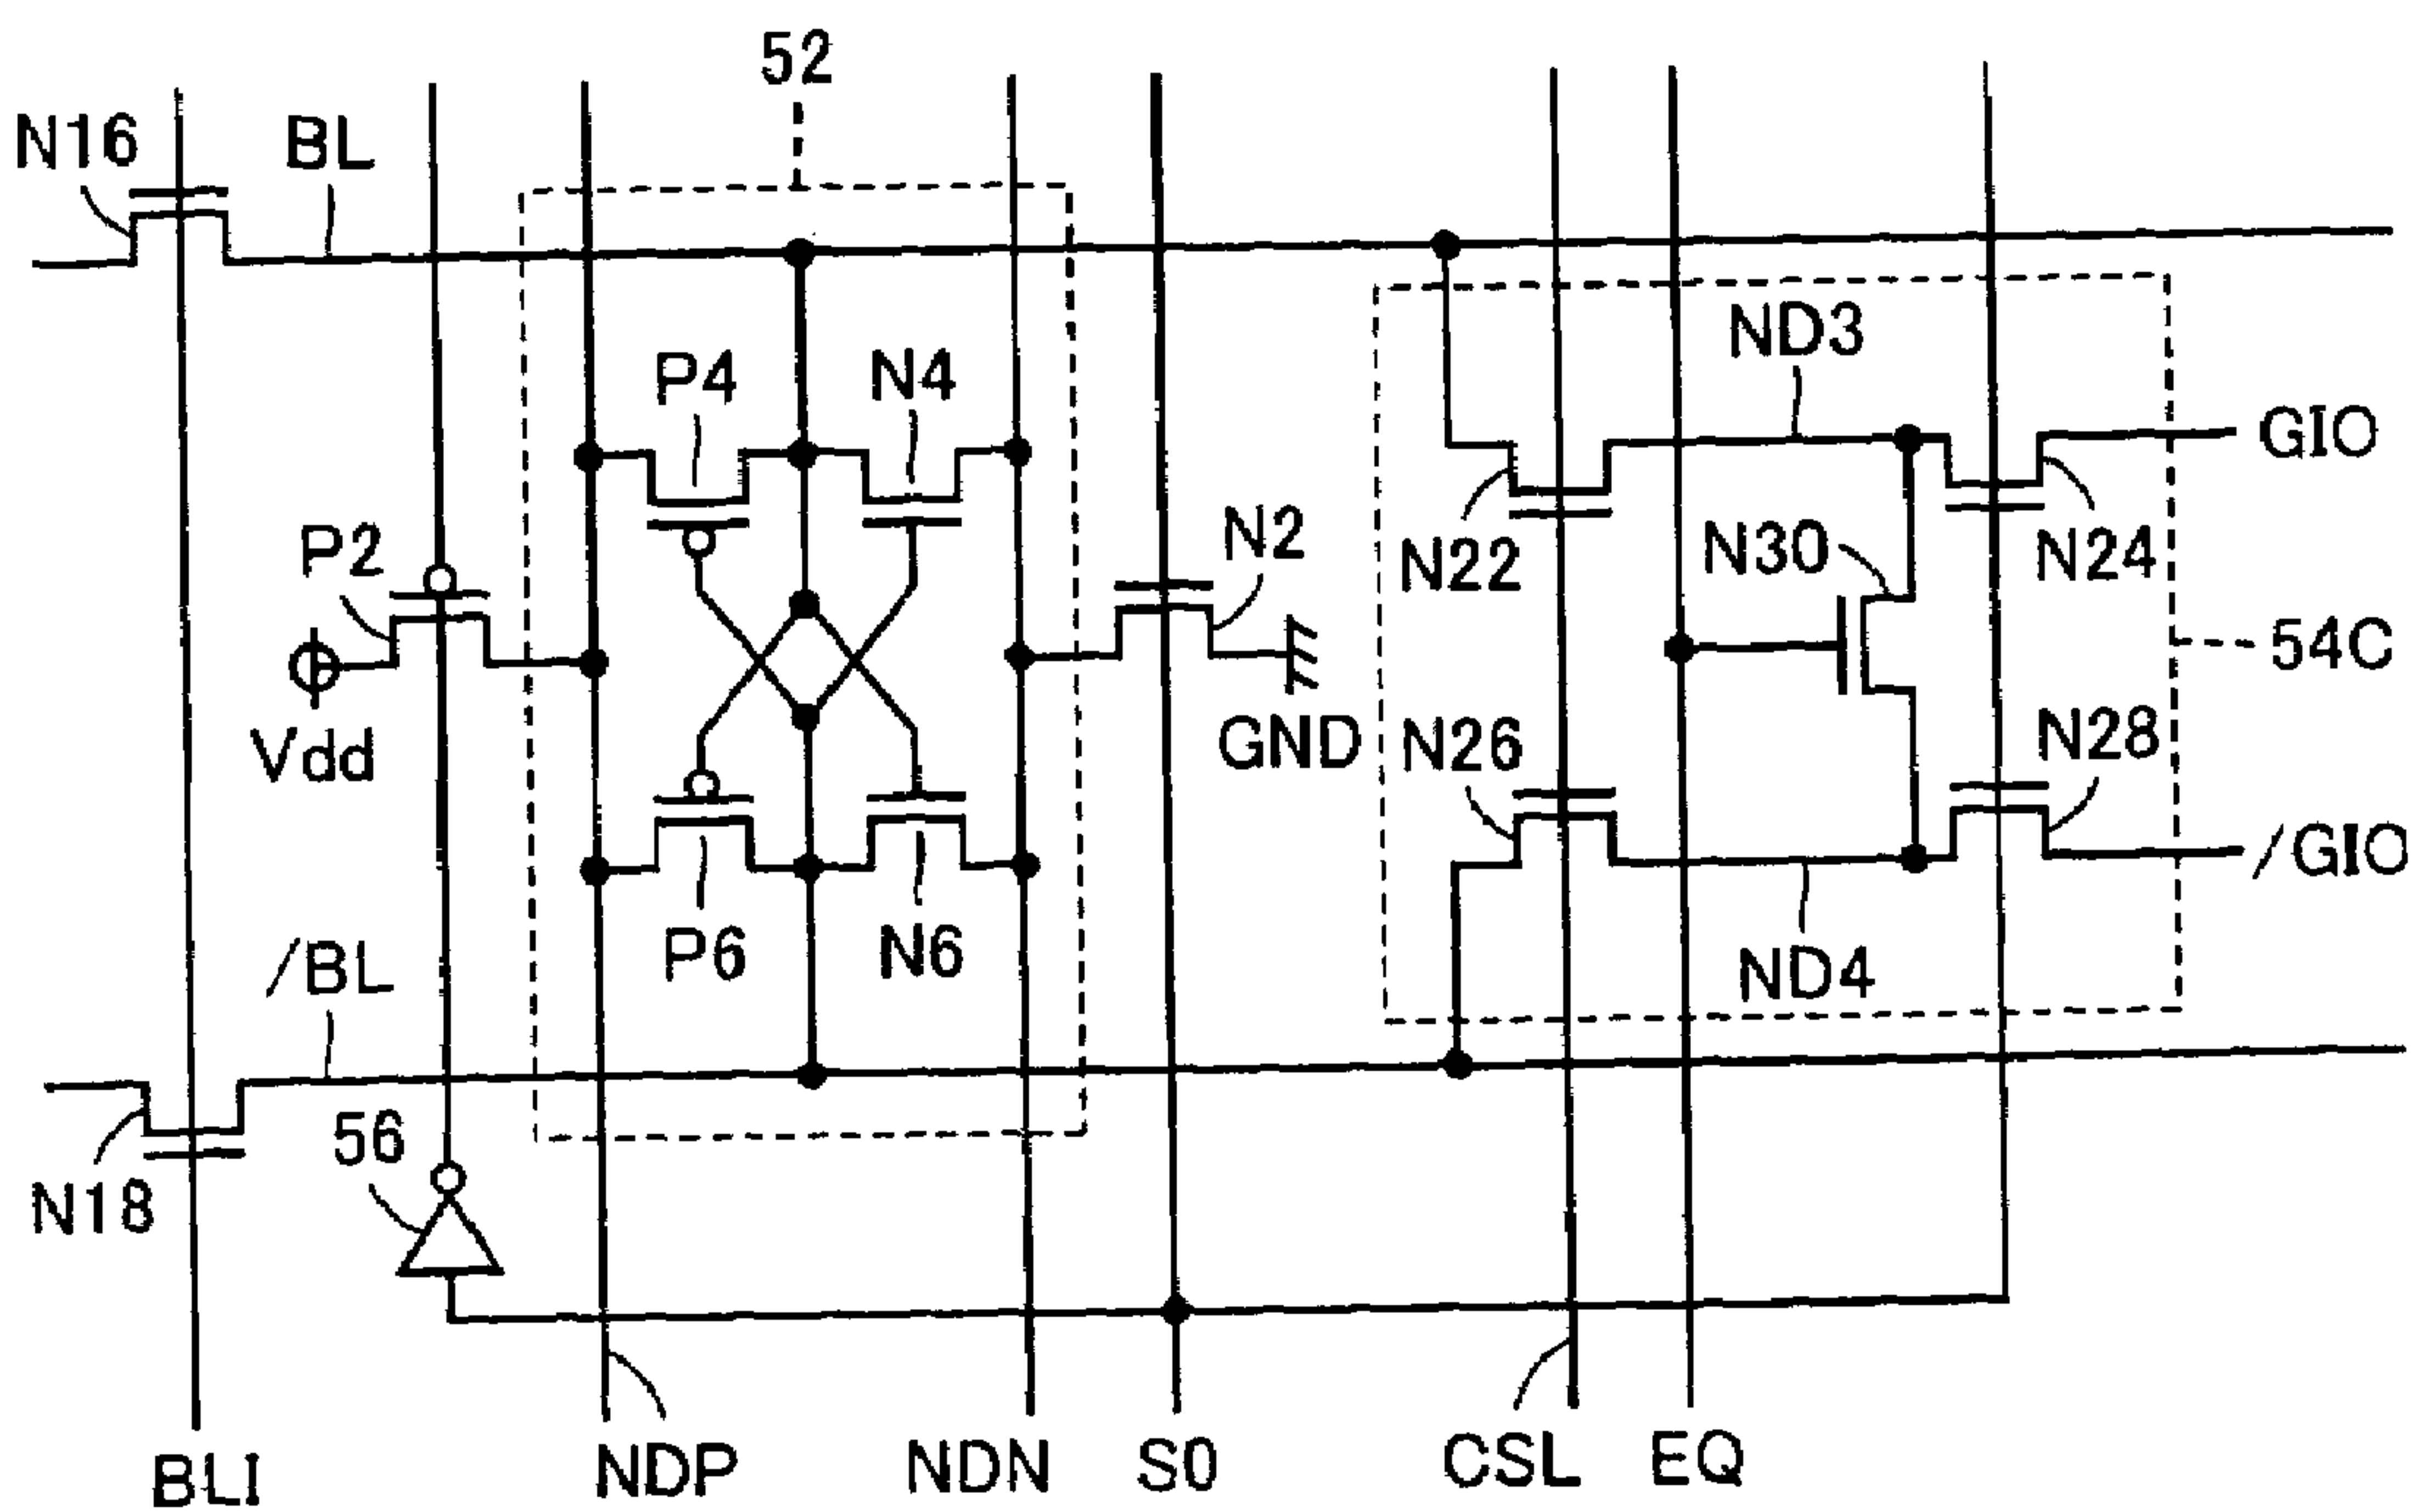 52
N16
BL
ND3
P4
N4
GIO
P2
N2
N22
N30
N24
54C
Vdd
GND
N26
N28
/GIO
P6
N6
/BL
ND4
56
N18
BLI
NDP
NDN
S0
CSL
EQ